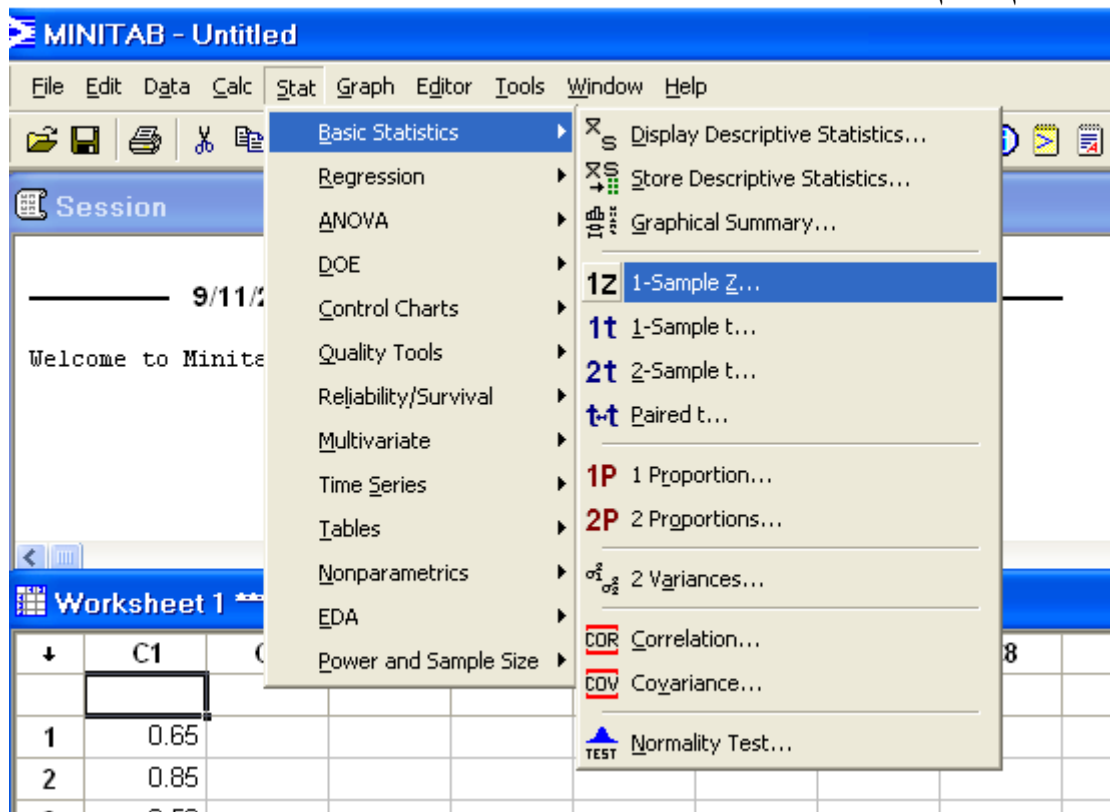 MINITAB - Untitled
File Edit Data Calc Stat Graph Editor Tools Window Help
Basic Statistics
Regression
ANOVA
DOE
Control Charts
Quality Tools
Reliability/Survival
Multivariate
Time Series
Tables
Nonparametrics
EDA
Power and Sample Size
Display Descriptive Statistics...
Store Descriptive Statistics...
Graphical Summary...
1Z 1-Sample Z...
1t 1-Sample t...
2t 2-Sample t...
t-t Paired t...
1P 1 Proportion...
2P 2 Proportions...
2 Variances...
COR Correlation...
COV Covariance...
TEST Normality Test...
Session
9/11/2
Welcome to Minita
Worksheet 1 ***
C1
1 0.65
2 0.85